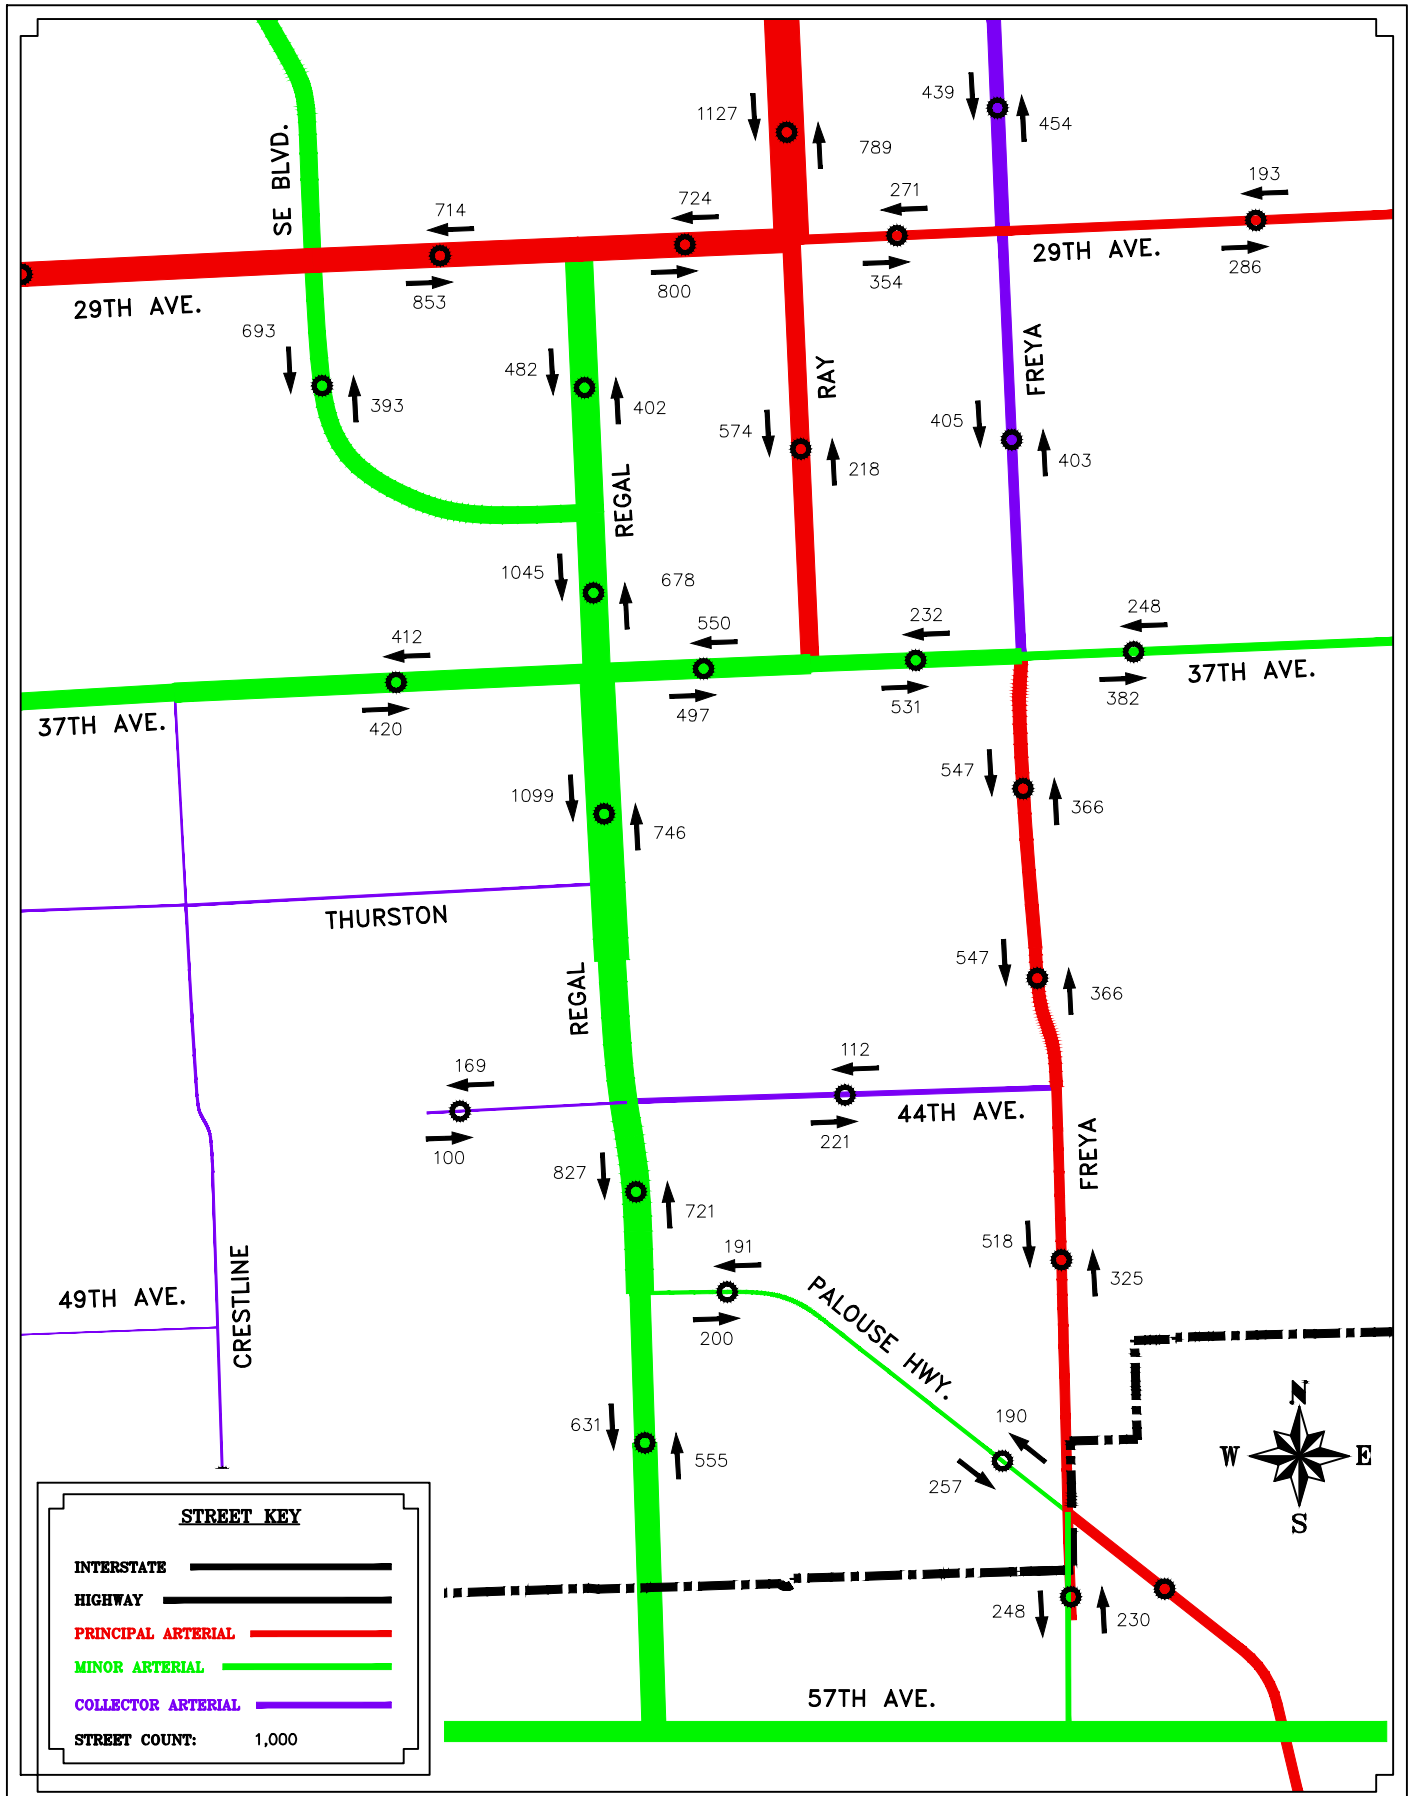 439
454
1127
789
SE BLVD.
193
271
724
714
29TH AVE.
286
354
800
853
29TH AVE.
693
393
482
402
RAY
FREYA
574
218
405
403
REGAL
1045
678
248
232
550
412
37TH AVE.
382
531
497
420
37TH AVE.
547
366
1099
746
THURSTON
547
366
REGAL
112
169
44TH AVE.
221
100
FREYA
827
721
518
325
191
200
49TH AVE.
CRESTLINE
PALOUSE HWY.
190
257
631
555
N
W
E
S
248
230
57TH AVE.
STREET KEY
INTERSTATE
HIGHWAY
PRINCIPAL ARTERIAL
MINOR ARTERIAL
COLLECTOR ARTERIAL
STREET COUNT: 1,000